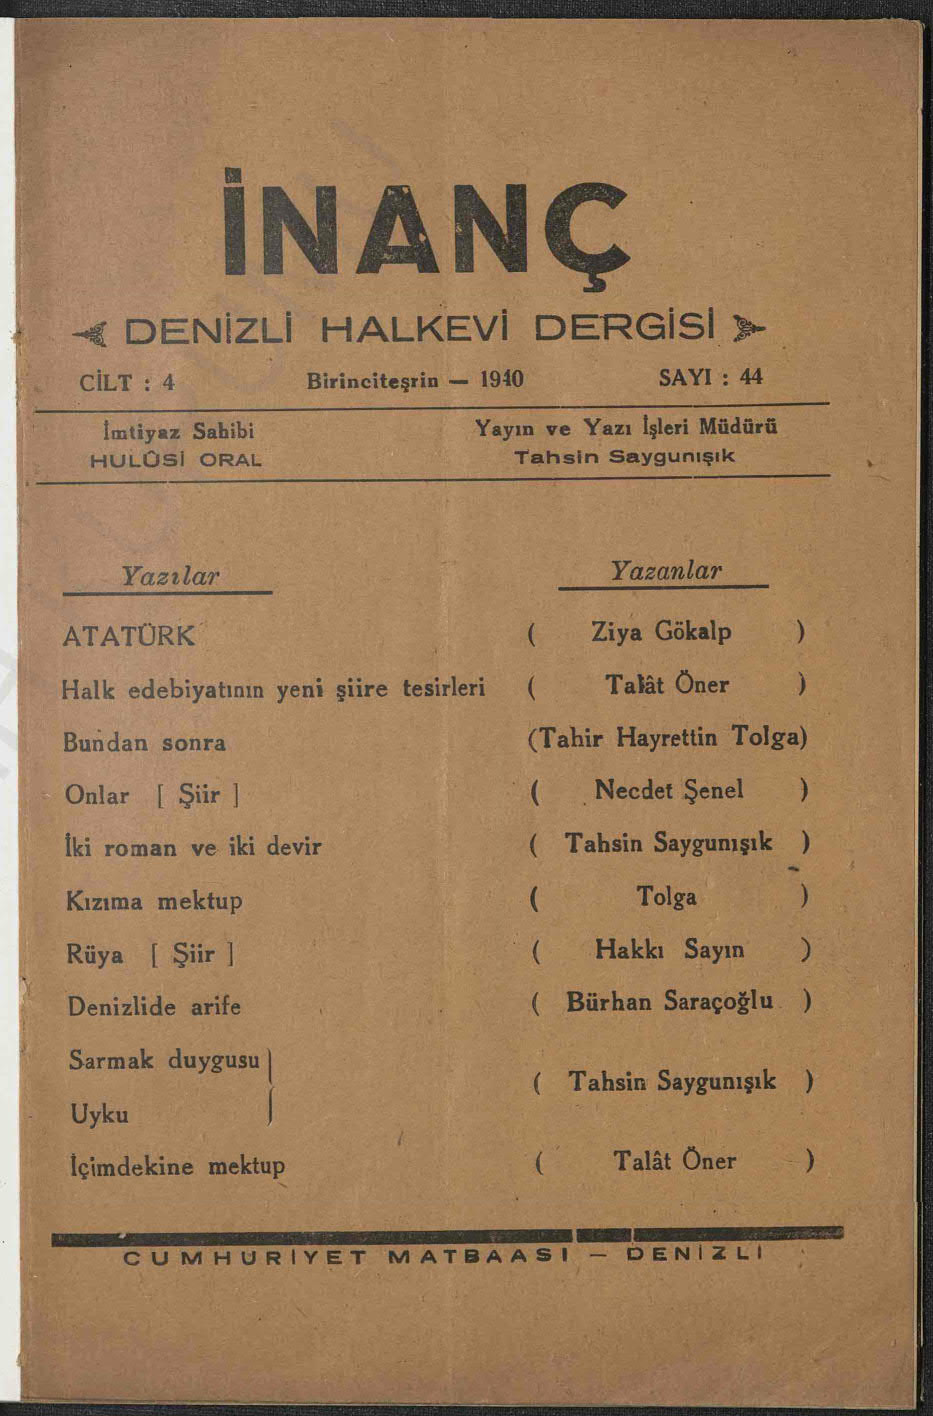 İNANÇ
DENİZLİ HALKEVİ DERGİSİ
CİLT : 4 Birinciteşrin — 1940 SAYI : 44
İmtiyaz Sahibi Yayın ve Yazı İşleri Müdürü
HULÛSİ ORAL Tahsin Saygunışık
Yazılar Yazanlar
ATATÜRK ( Ziya Gökalp )
Halk edebiyatının yeni şiire tesirleri ( Talât Öner )
Bundan sonra (Tahir Hayrettin Tolga)
Onlar [ Şiir ] ( Necdet Şenel )
İki roman ve iki devir ( Tahsin Saygunışık )
Kızıma mektup ( Tolga )
Rüya [ Şiir ] ( Hakkı Sayın )
Denizlide arife ( Bürhan Saraçoğlu )
Sarmak duygusu
( Tahsin Saygunışık )
Uyku
İçimdekine mektup ( Talât Öner )
CUMHURİYET MATBAASI — DENİZLİ